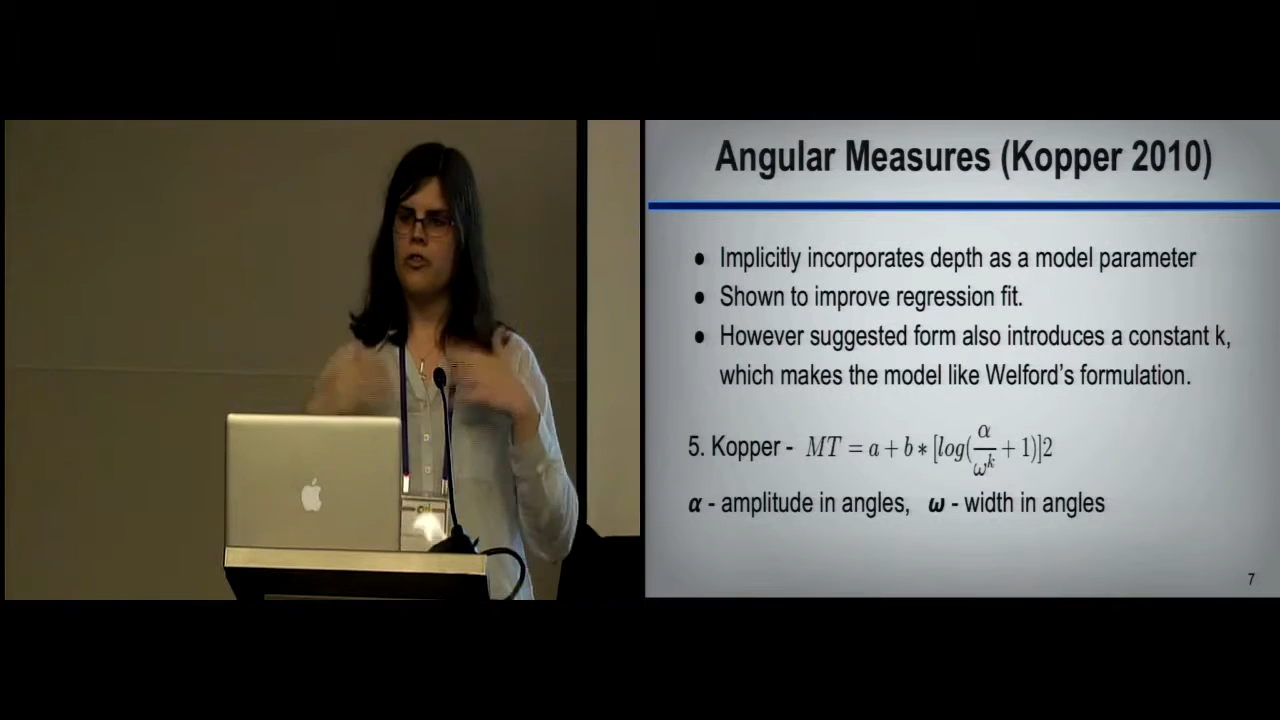 Angular Measures (Kopper 2010)
● Implicitly incorporates depth as a model parameter
● Shown to improve regression fit.
● However suggested form also introduces a constant k,
which makes the model like Welford's formulation.
5. Kopper - MT = a + b * [log(α/ω^k + 1)]2
α - amplitude in angles, ω - width in angles
7